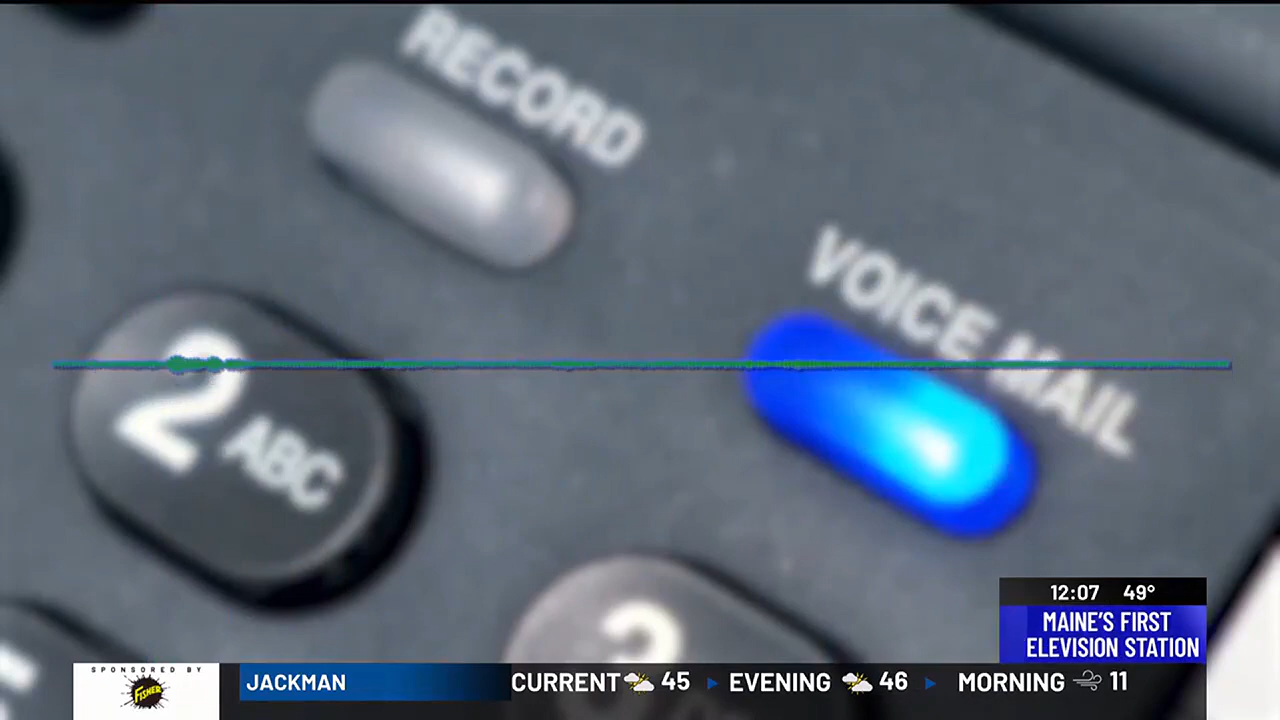 RECORD
VOICE MAIL
2 ABC
3
12:07 49°
MAINE'S FIRST
ELEVISION STATION
SPONSORED BY
FISHER
JACKMAN
CURRENT 45 EVENING 46 MORNING 11